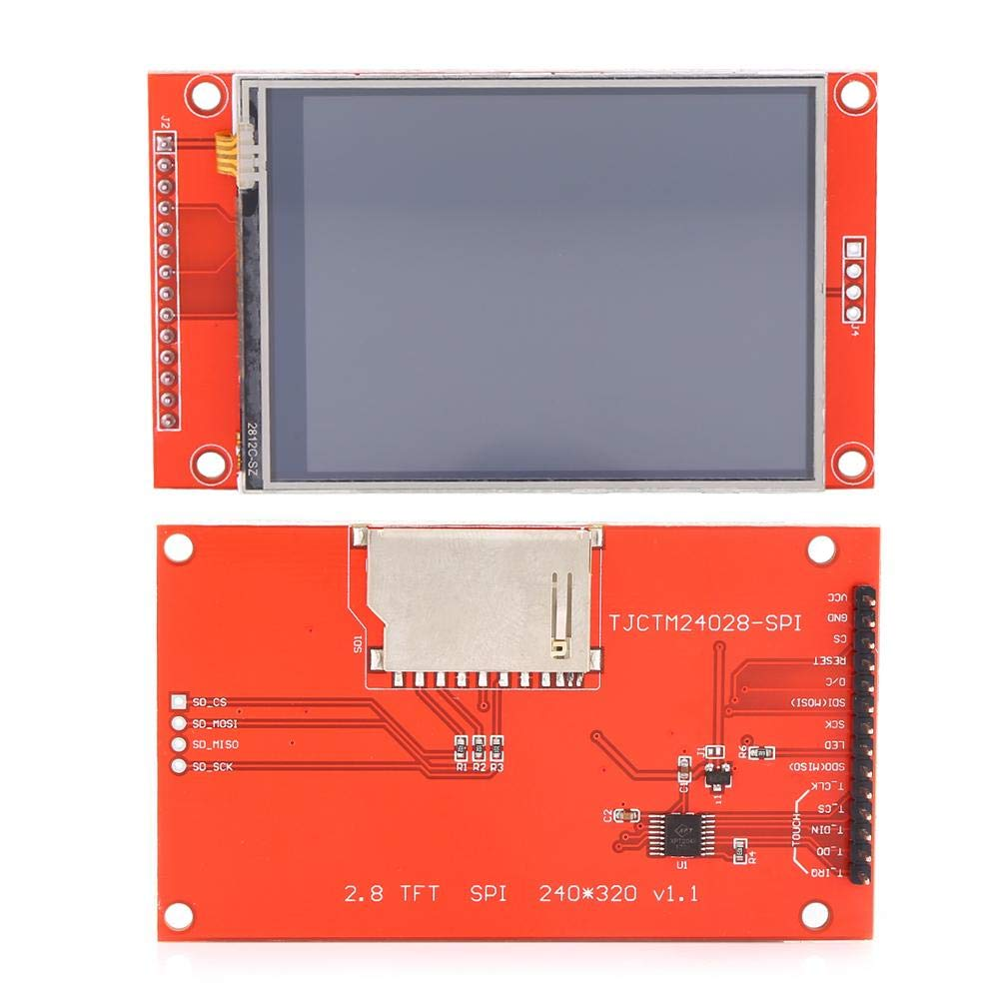 J2
J4
2812C-SZ
SD1
TJCTM24028-SPI
VCC
GND
CS
RESET
D/C
SDI(MOSI)
SCK
LED
SDO(MISO)
T_CLK
T_CS
T_DIN
T_DO
T_IRQ
TOUCH
SD_CS
SD_MOSI
SD_MISO
SD_SCK
R1 R2 R3
C1
J1
R6
C2
U1
R4
2.8 TFT SPI 240*320 v1.1